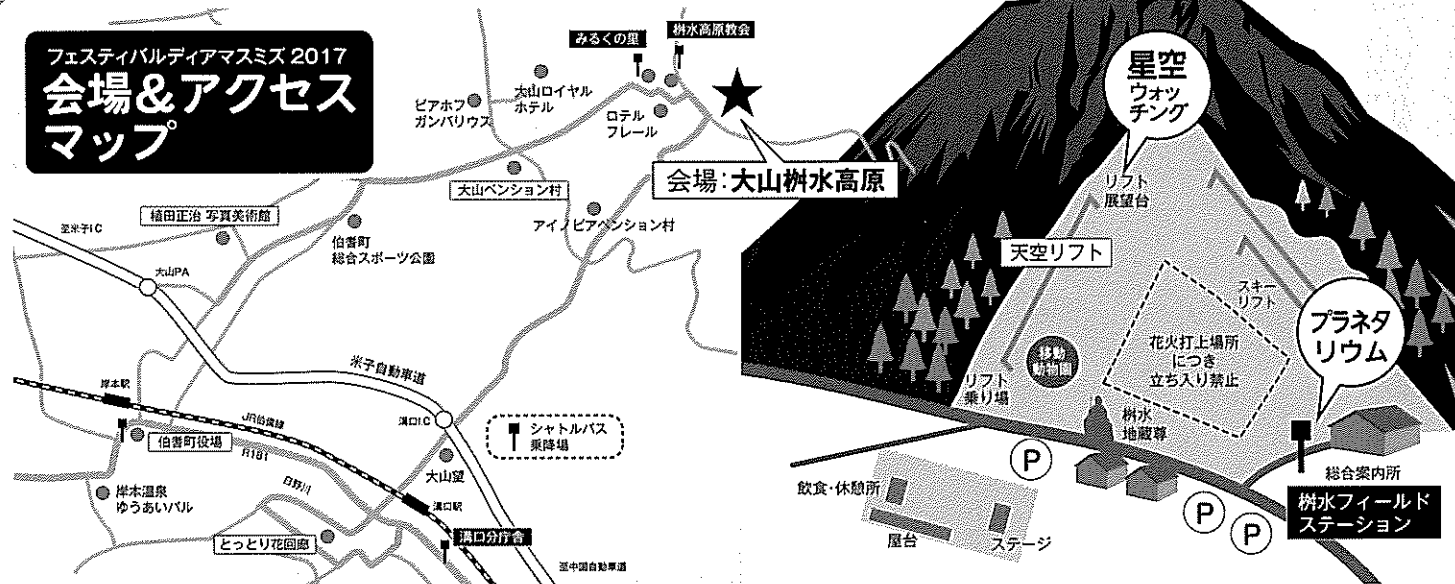 フェスティバルディアマスミズ 2017
会場&アクセス
マップ
みるくの里
桝水高原教会
大山ロイヤル
ホテル
ビアホフ
ガンバリウス
ロテル
フレール
会場:大山桝水高原
大山ペンション村
植田正治 写真美術館
アイノピアペンション村
至米子IC
伯耆町
総合スポーツ公園
大山PA
米子自動車道
岸本駅
JR伯備線
溝口I.C
シャトルバス
乗降場
伯耆町役場
R181
大山望
日野川
岸本温泉
ゆうあいパル
溝口駅
とっとり花回廊
溝口分庁舎
至中国自動車道
星空
ウォッ
チング
リフト
展望台
天空リフト
スキー
リフト
プラネタ
リウム
移動
動物園
花火打上場所
につき
立ち入り禁止
リフト
乗り場
桝水
地蔵尊
P
総合案内所
飲食・休憩所
桝水フィールド
ステーション
P
P
屋台
ステージ